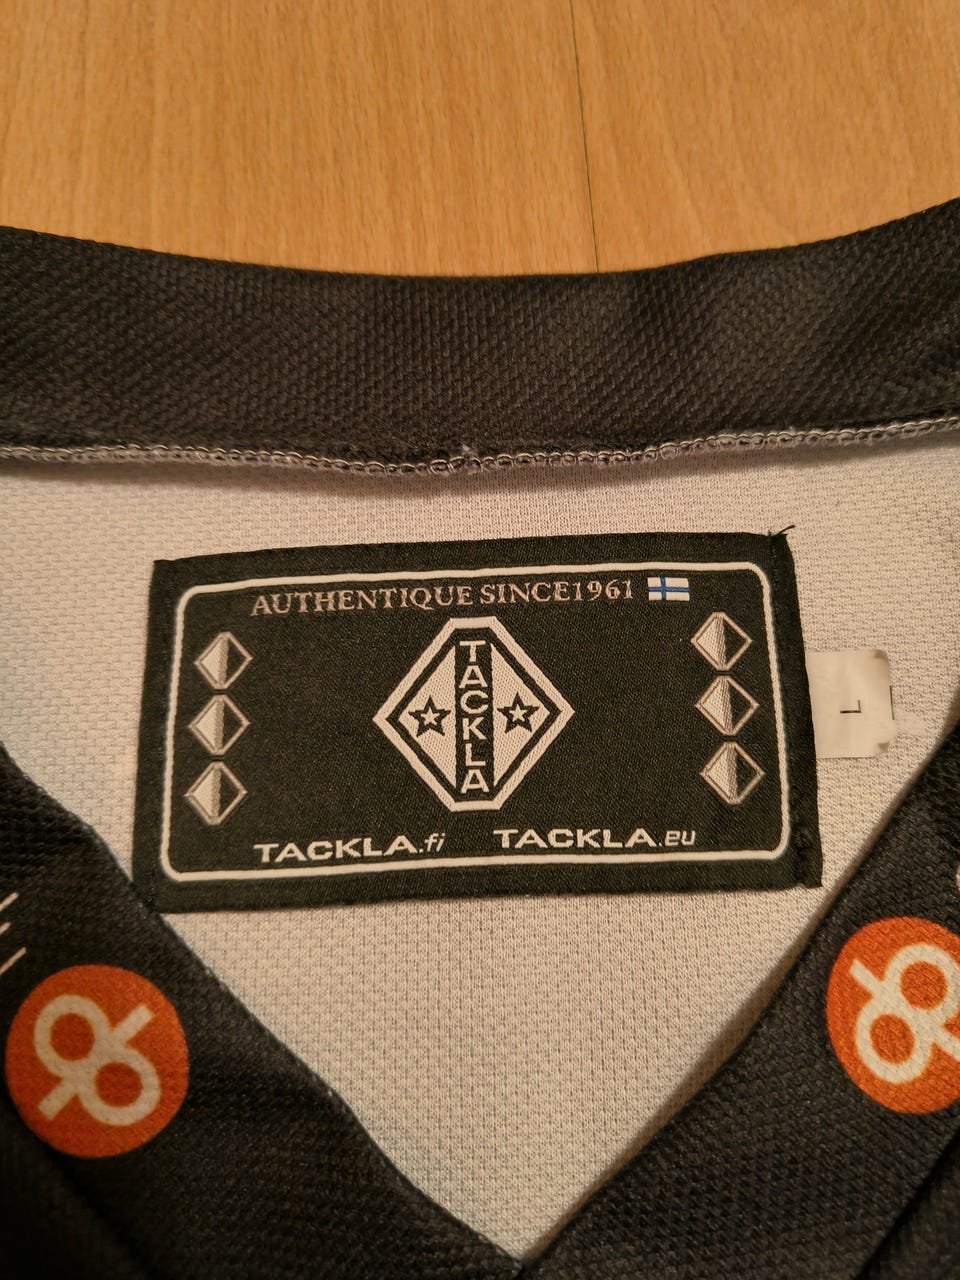 AUTHENTIQUE SINCE1961
TACKLA
L
TACKLA.fi TACKLA.EU